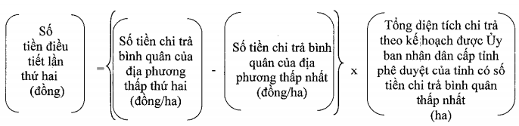 Số
tiền điều
tiết lần
thứ hai
(đồng)
=
Số tiền chi trả
bình quân của
địa phương
thấp thứ hai
(đồng/ha)
-
Số tiền chi trả bình
quân của địa
phương thấp nhất
(đồng/ha)
x
Tổng diện tích chi trả
theo kế hoạch được Ủy
ban nhân dân cấp tỉnh
phê duyệt của tỉnh có số
tiền chi trả bình quân
thấp nhất
(ha)